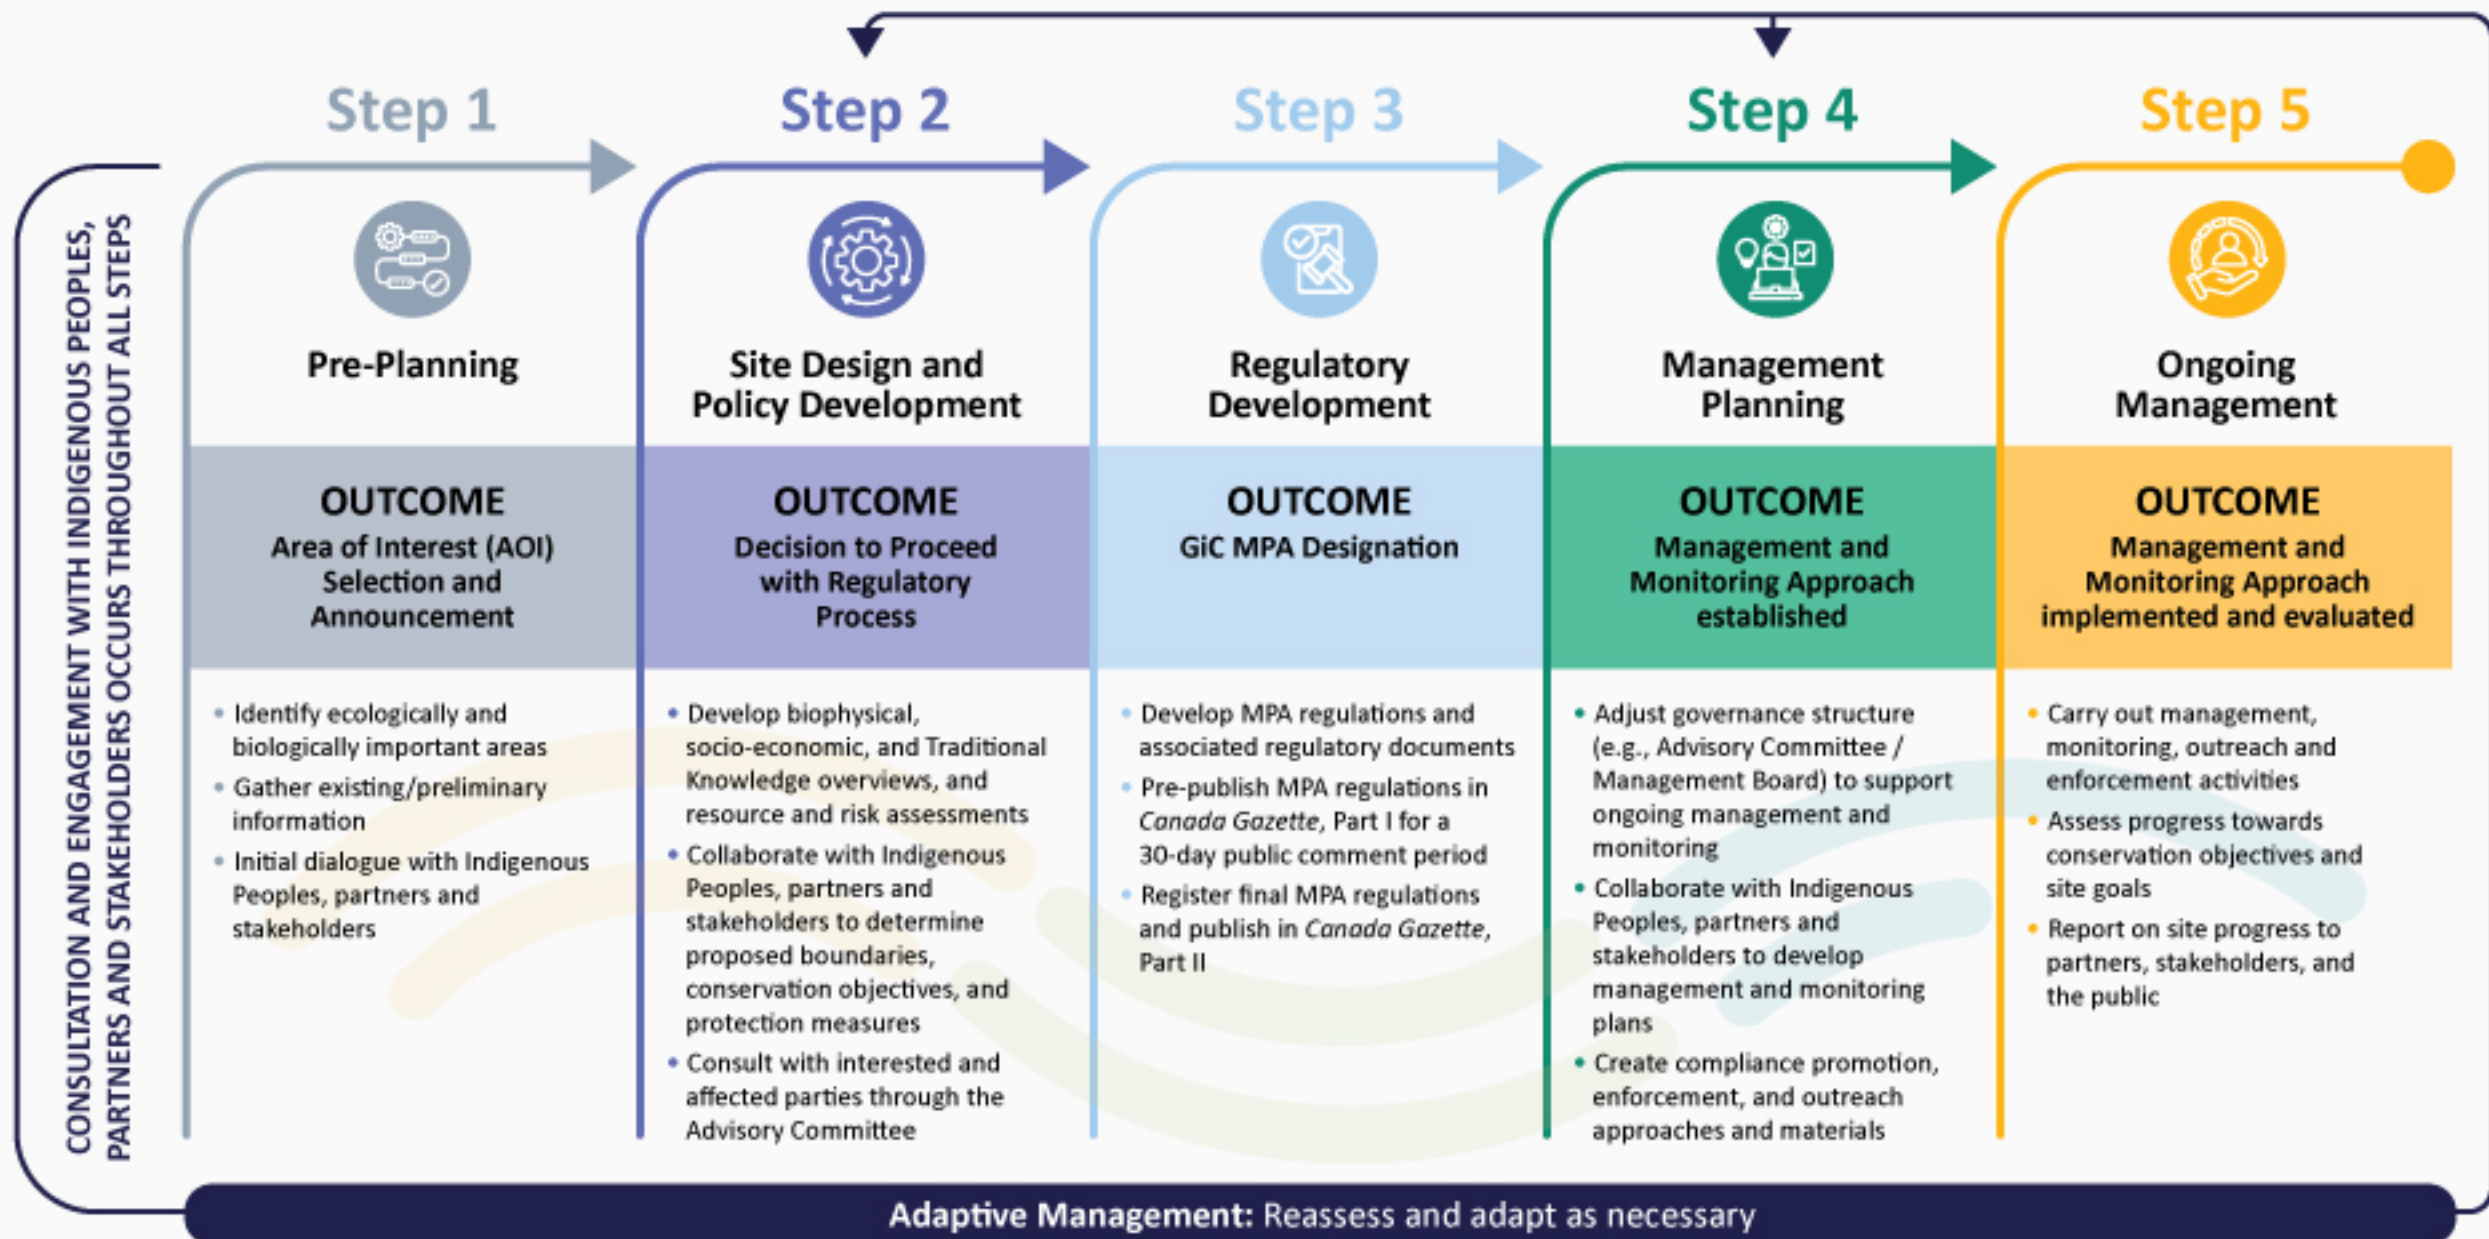 CONSULTATION AND ENGAGEMENT WITH INDIGENOUS PEOPLES,
PARTNERS AND STAKEHOLDERS OCCURS THROUGHOUT ALL STEPS
Step 1
Pre-Planning
OUTCOME
Area of Interest (AOI)
Selection and
Announcement
• Identify ecologically and
biologically important areas
• Gather existing/preliminary
information
• Initial dialogue with Indigenous
Peoples, partners and
stakeholders
Step 2
Site Design and
Policy Development
OUTCOME
Decision to Proceed
with Regulatory
Process
• Develop biophysical,
socio-economic, and Traditional
Knowledge overviews, and
resource and risk assessments
• Collaborate with Indigenous
Peoples, partners and
stakeholders to determine
proposed boundaries,
conservation objectives, and
protection measures
• Consult with interested and
affected parties through the
Advisory Committee
Step 3
Regulatory
Development
OUTCOME
GiC MPA Designation
• Develop MPA regulations and
associated regulatory documents
• Pre-publish MPA regulations in
Canada Gazette, Part I for a
30-day public comment period
• Register final MPA regulations
and publish in Canada Gazette,
Part II
Step 4
Management
Planning
OUTCOME
Management and
Monitoring Approach
established
• Adjust governance structure
(e.g., Advisory Committee /
Management Board) to support
ongoing management and
monitoring
• Collaborate with Indigenous
Peoples, partners and
stakeholders to develop
management and monitoring
plans
• Create compliance promotion,
enforcement, and outreach
approaches and materials
Step 5
Ongoing
Management
OUTCOME
Management and
Monitoring Approach
implemented and evaluated
• Carry out management,
monitoring, outreach and
enforcement activities
• Assess progress towards
conservation objectives and
site goals
• Report on site progress to
partners, stakeholders, and
the public
Adaptive Management: Reassess and adapt as necessary